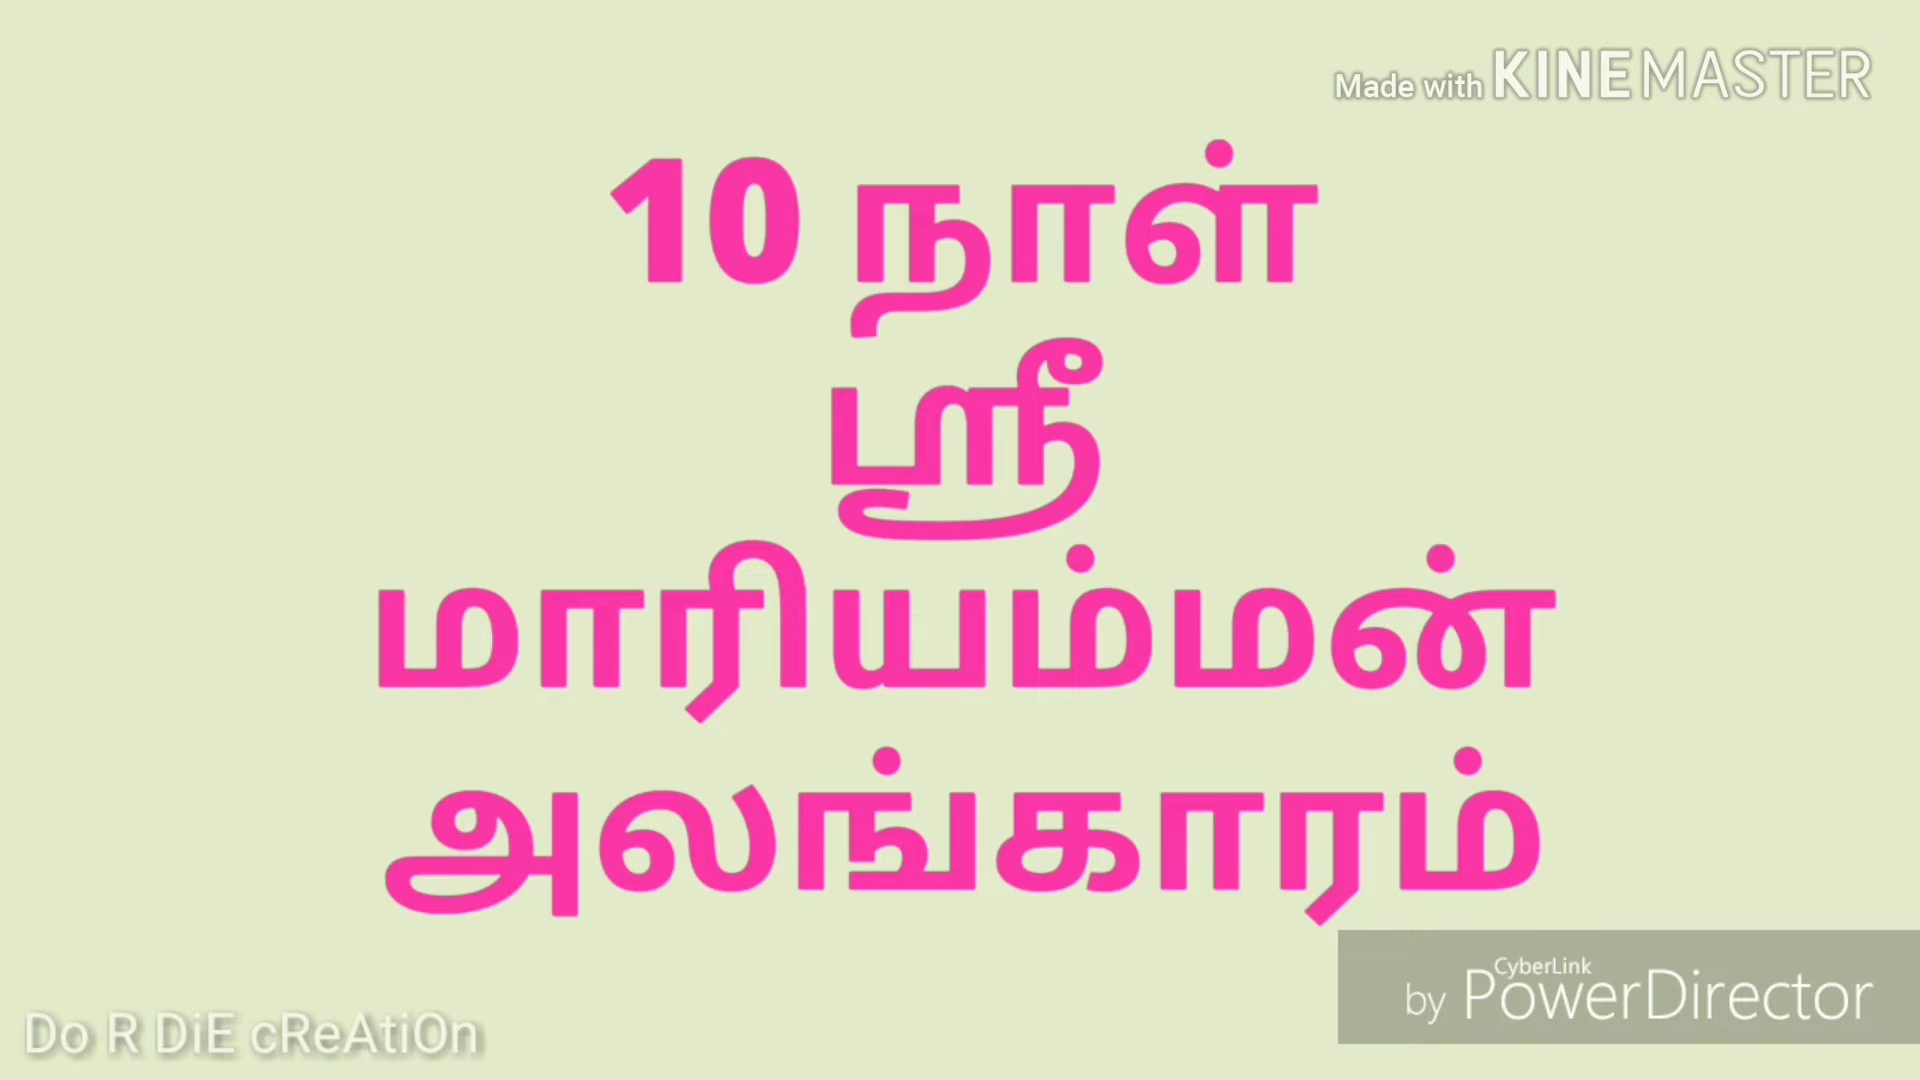 Made with KINEMASTER
10 நாள்
ஸ்ரீ
மாரியம்மன்
அலங்காரம்
CyberLink
by PowerDirector
Do R DiE cReAtiOn